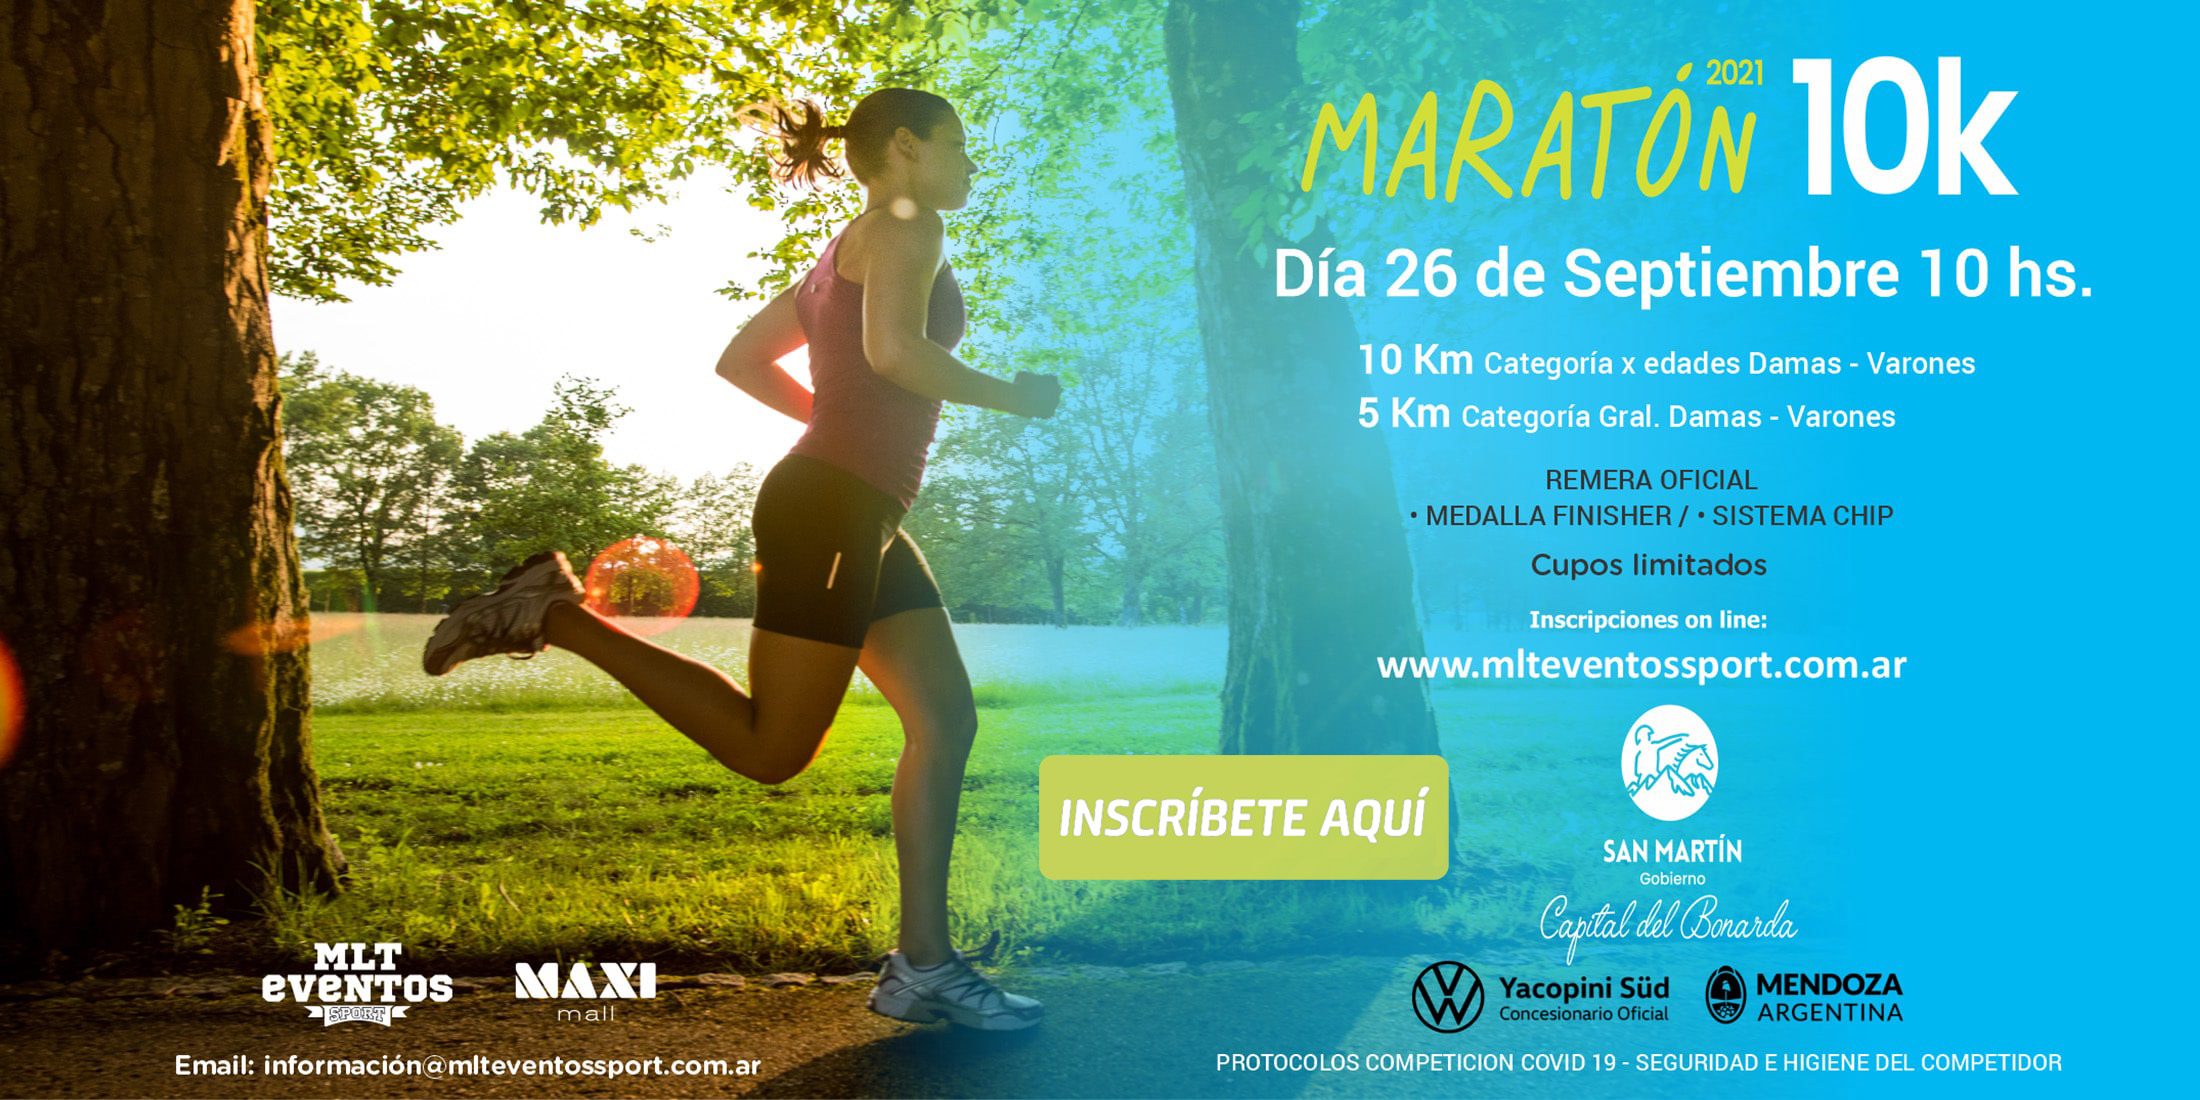 2021
MARATÓN 10k
Día 26 de Septiembre 10 hs.
10 Km Categoría x edades Damas - Varones
5 Km Categoría Gral. Damas - Varones
REMERA OFICIAL
• MEDALLA FINISHER / • SISTEMA CHIP
Cupos limitados
Inscripciones on line:
www.mlteventossport.com.ar
INSCRÍBETE AQUÍ
SAN MARTÍN
Gobierno
Capital del Bonarda
MLT
eventos
SPORT
MAXI
mall
Yacopini Süd
Concesionario Oficial
MENDOZA
ARGENTINA
Email: información@mlteventossport.com.ar
PROTOCOLOS COMPETICION COVID 19 - SEGURIDAD E HIGIENE DEL COMPETIDOR